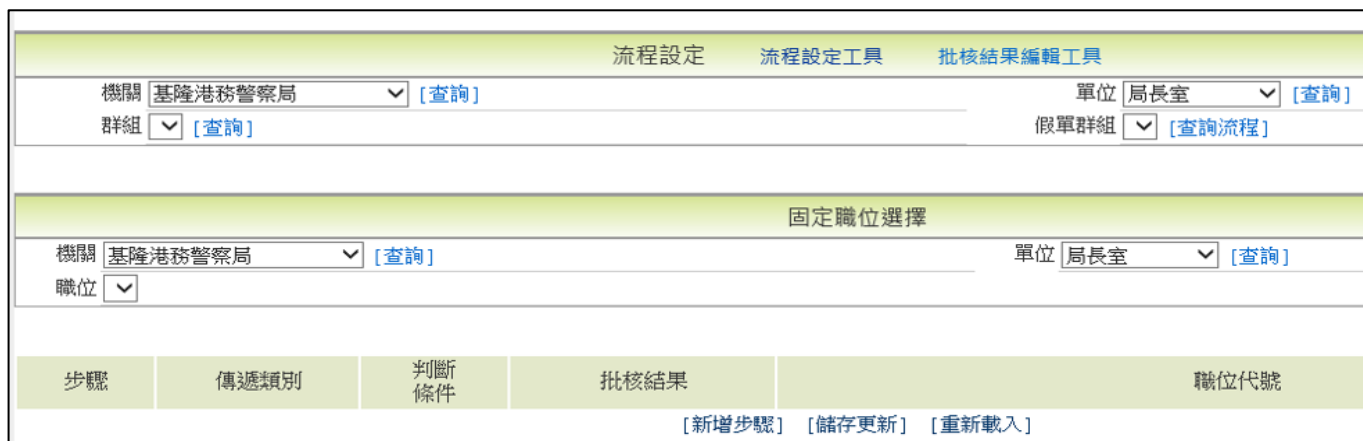 流程設定 流程設定工具 批核結果編輯工具
機關 基隆港務警察局 [查詢] 單位 局長室 [查詢]
群組 [查詢] 假單群組 [查詢流程]
固定職位選擇
機關 基隆港務警察局 [查詢] 單位 局長室 [查詢]
職位
步驟 傳遞類別 判斷條件 批核結果 職位代號
[新增步驟] [儲存更新] [重新載入]